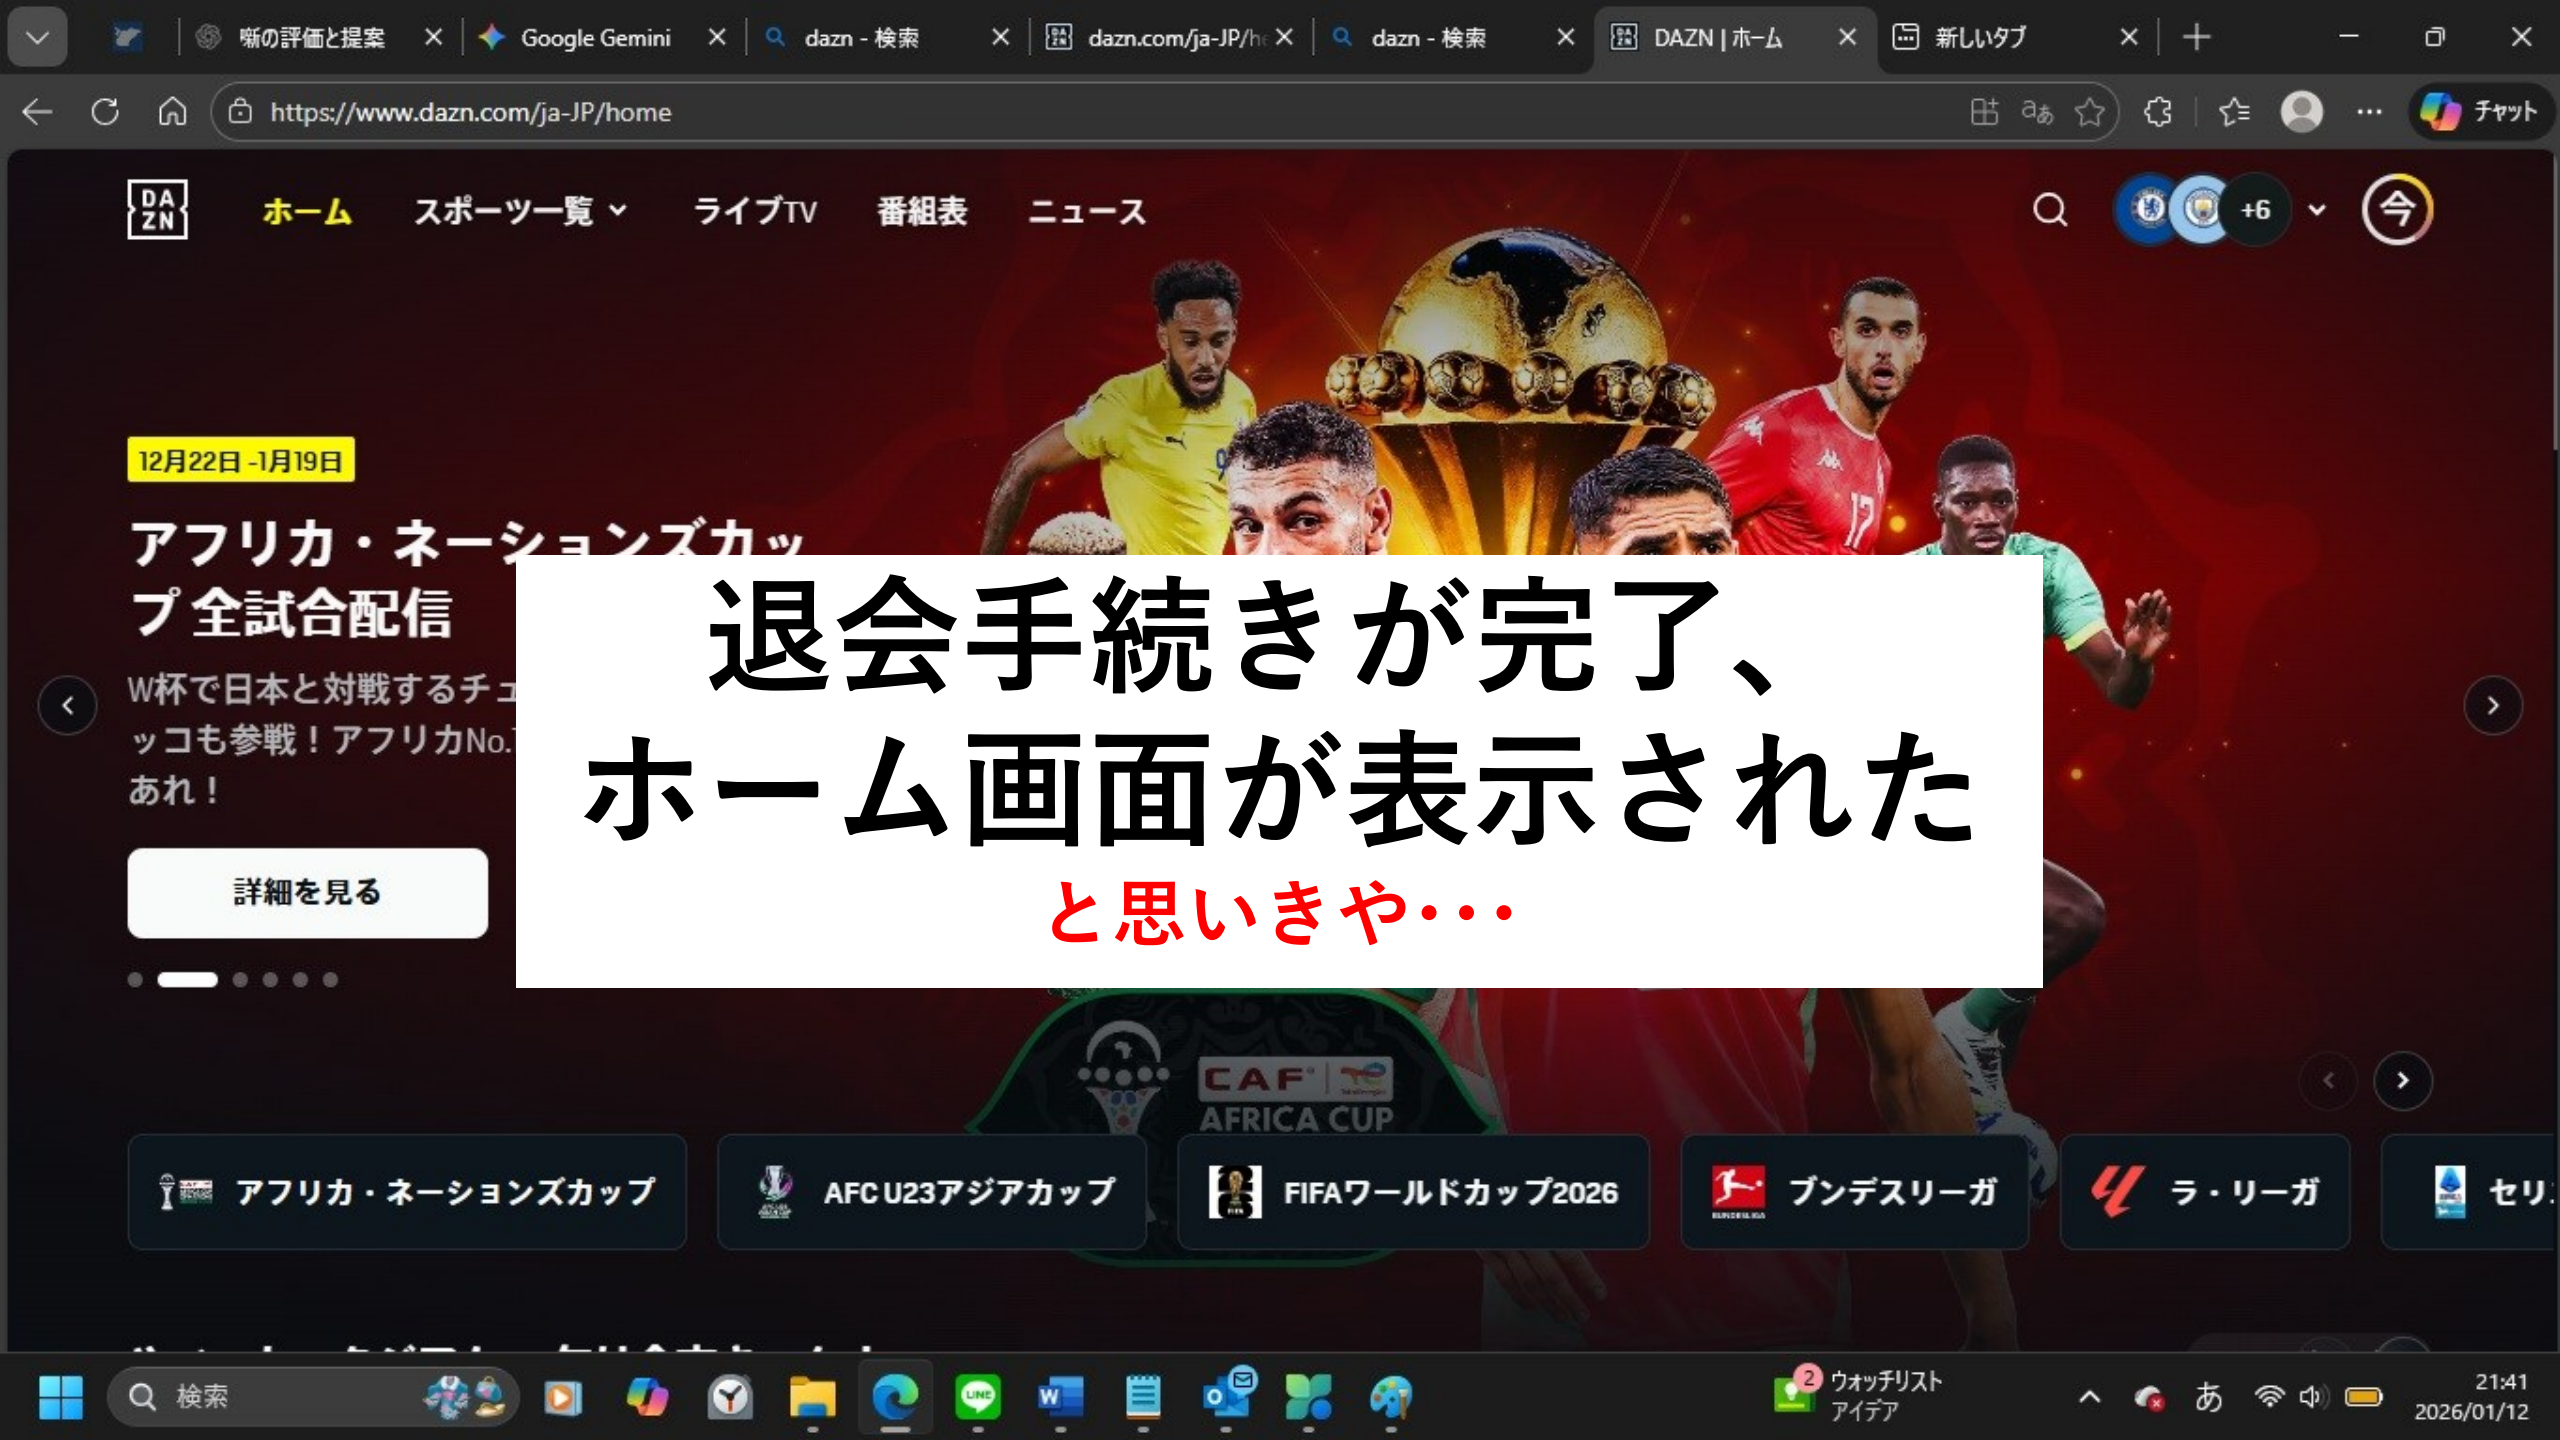 噺の評価と提案
Google Gemini
dazn - 検索
dazn.com/ja-JP/h
dazn - 検索
DAZN | ホーム
新しいタブ
https://www.dazn.com/ja-JP/home
aあ
チャット
DA
ZN
ホーム
スポーツ一覧
ライブTV
番組表
ニュース
+6
今
12月22日 -1月19日
アフリカ・ネーションズカッ
プ 全試合配信
W杯で日本と対戦するチュ
ッコも参戦！アフリカNo.
あれ！
詳細を見る
退会手続きが完了、
ホーム画面が表示された
と思いきや･･･
17
CAF
AFRICA CUP
アフリカ・ネーションズカップ
AFC U23アジアカップ
FIFAワールドカップ2026
ブンデスリーガ
ラ・リーガ
セリ
検索
LINE
2
ウォッチリスト
アイデア
あ
21:41
2026/01/12